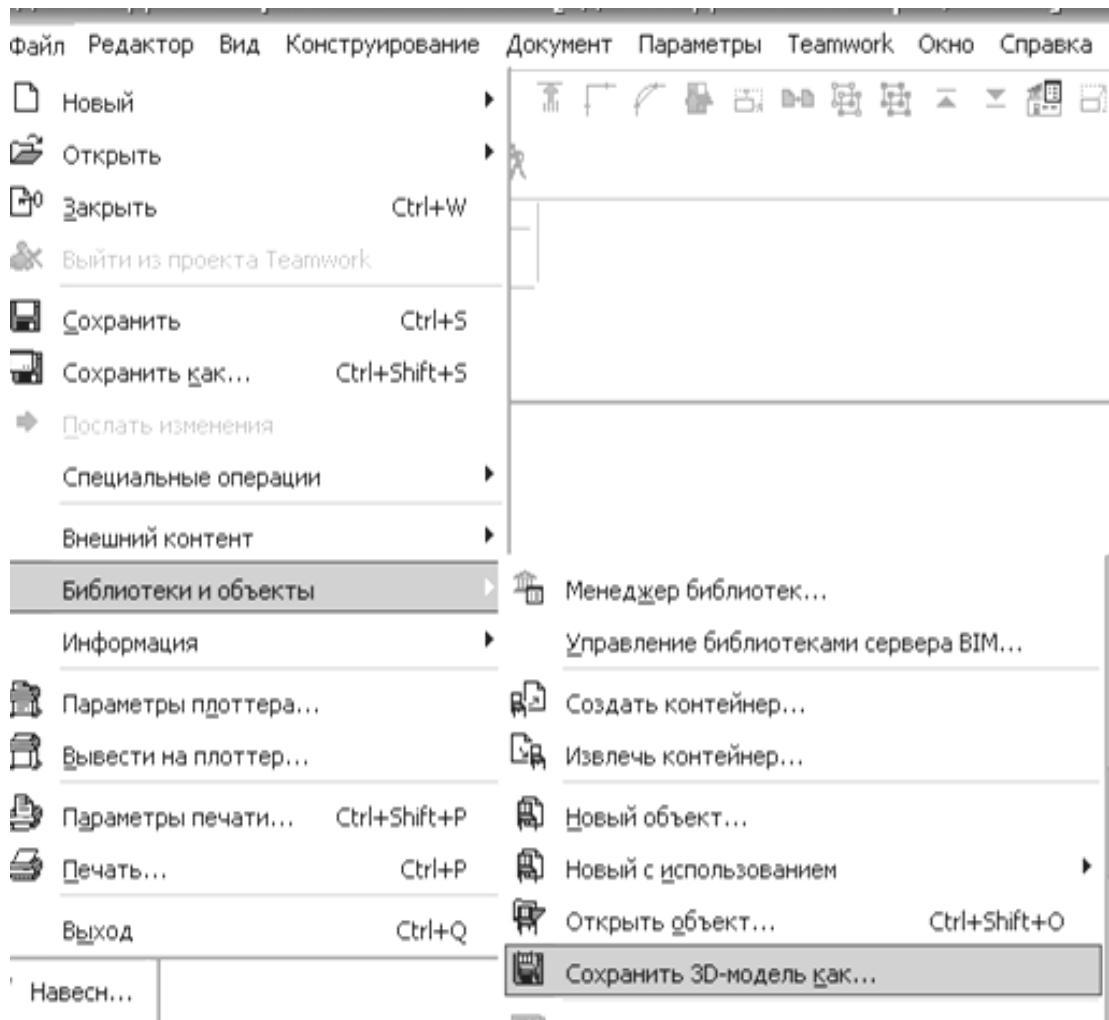 Файл Редактор Вид Конструирование Документ Параметры Teamwork Окно Справка
Новый
Открыть
Закрыть Ctrl+W
Выйти из проекта Teamwork
Сохранить Ctrl+S
Сохранить как... Ctrl+Shift+S
Послать изменения
Специальные операции
Внешний контент
Библиотеки и объекты
Информация
Параметры плоттера...
Вывести на плоттер...
Параметры печати... Ctrl+Shift+P
Печать... Ctrl+P
Выход Ctrl+Q
Навесн...
Менеджер библиотек...
Управление библиотеками сервера BIM...
Создать контейнер...
Извлечь контейнер...
Новый объект...
Новый с использованием
Открыть объект... Ctrl+Shift+O
Сохранить 3D-модель как...